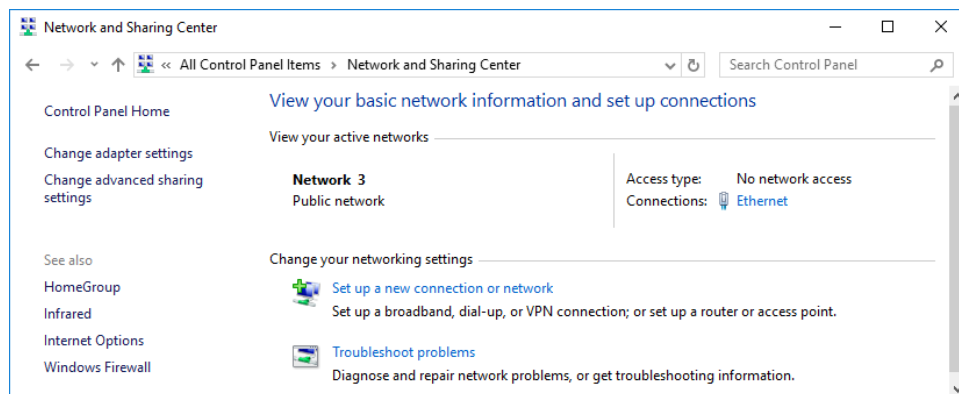 Network and Sharing Center
« All Control Panel Items › Network and Sharing Center
Search Control Panel
Control Panel Home
Change adapter settings
Change advanced sharing
settings
See also
HomeGroup
Infrared
Internet Options
Windows Firewall
View your basic network information and set up connections
View your active networks
Network 3
Public network
Access type: No network access
Connections: Ethernet
Change your networking settings
Set up a new connection or network
Set up a broadband, dial-up, or VPN connection; or set up a router or access point.
Troubleshoot problems
Diagnose and repair network problems, or get troubleshooting information.